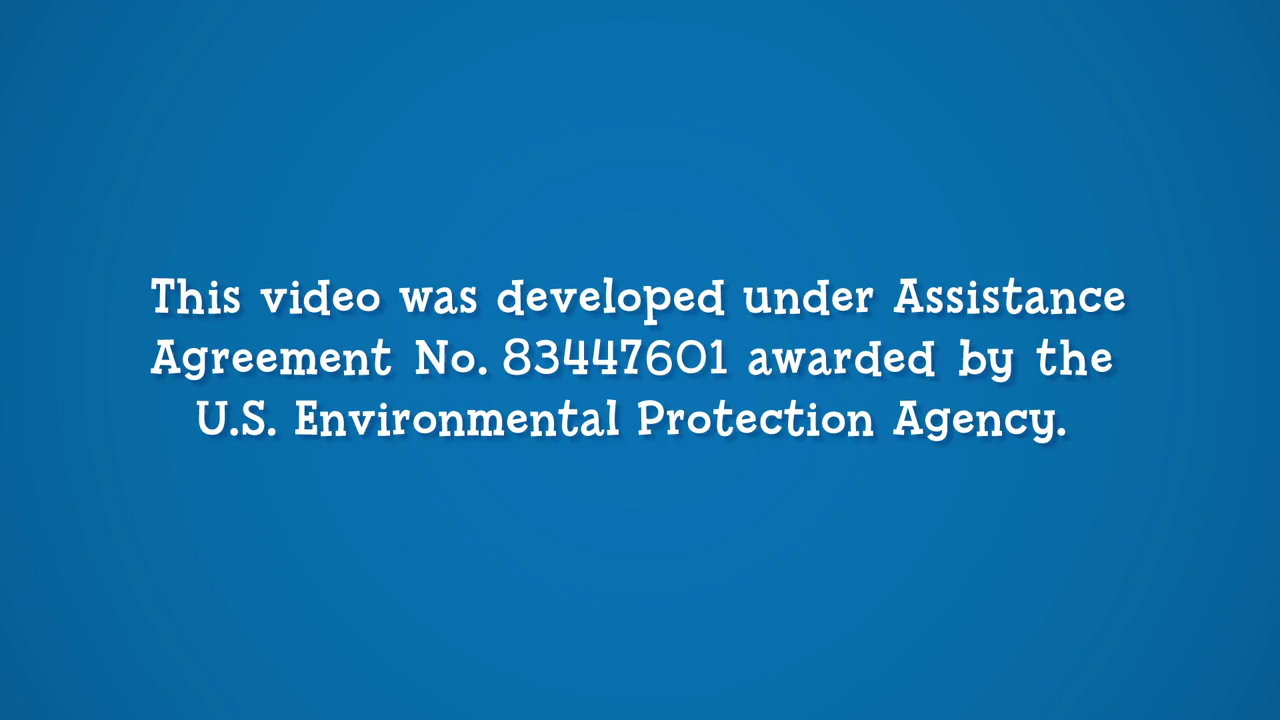 This video was developed under Assistance
Agreement No. 83447601 awarded by the
U.S. Environmental Protection Agency.